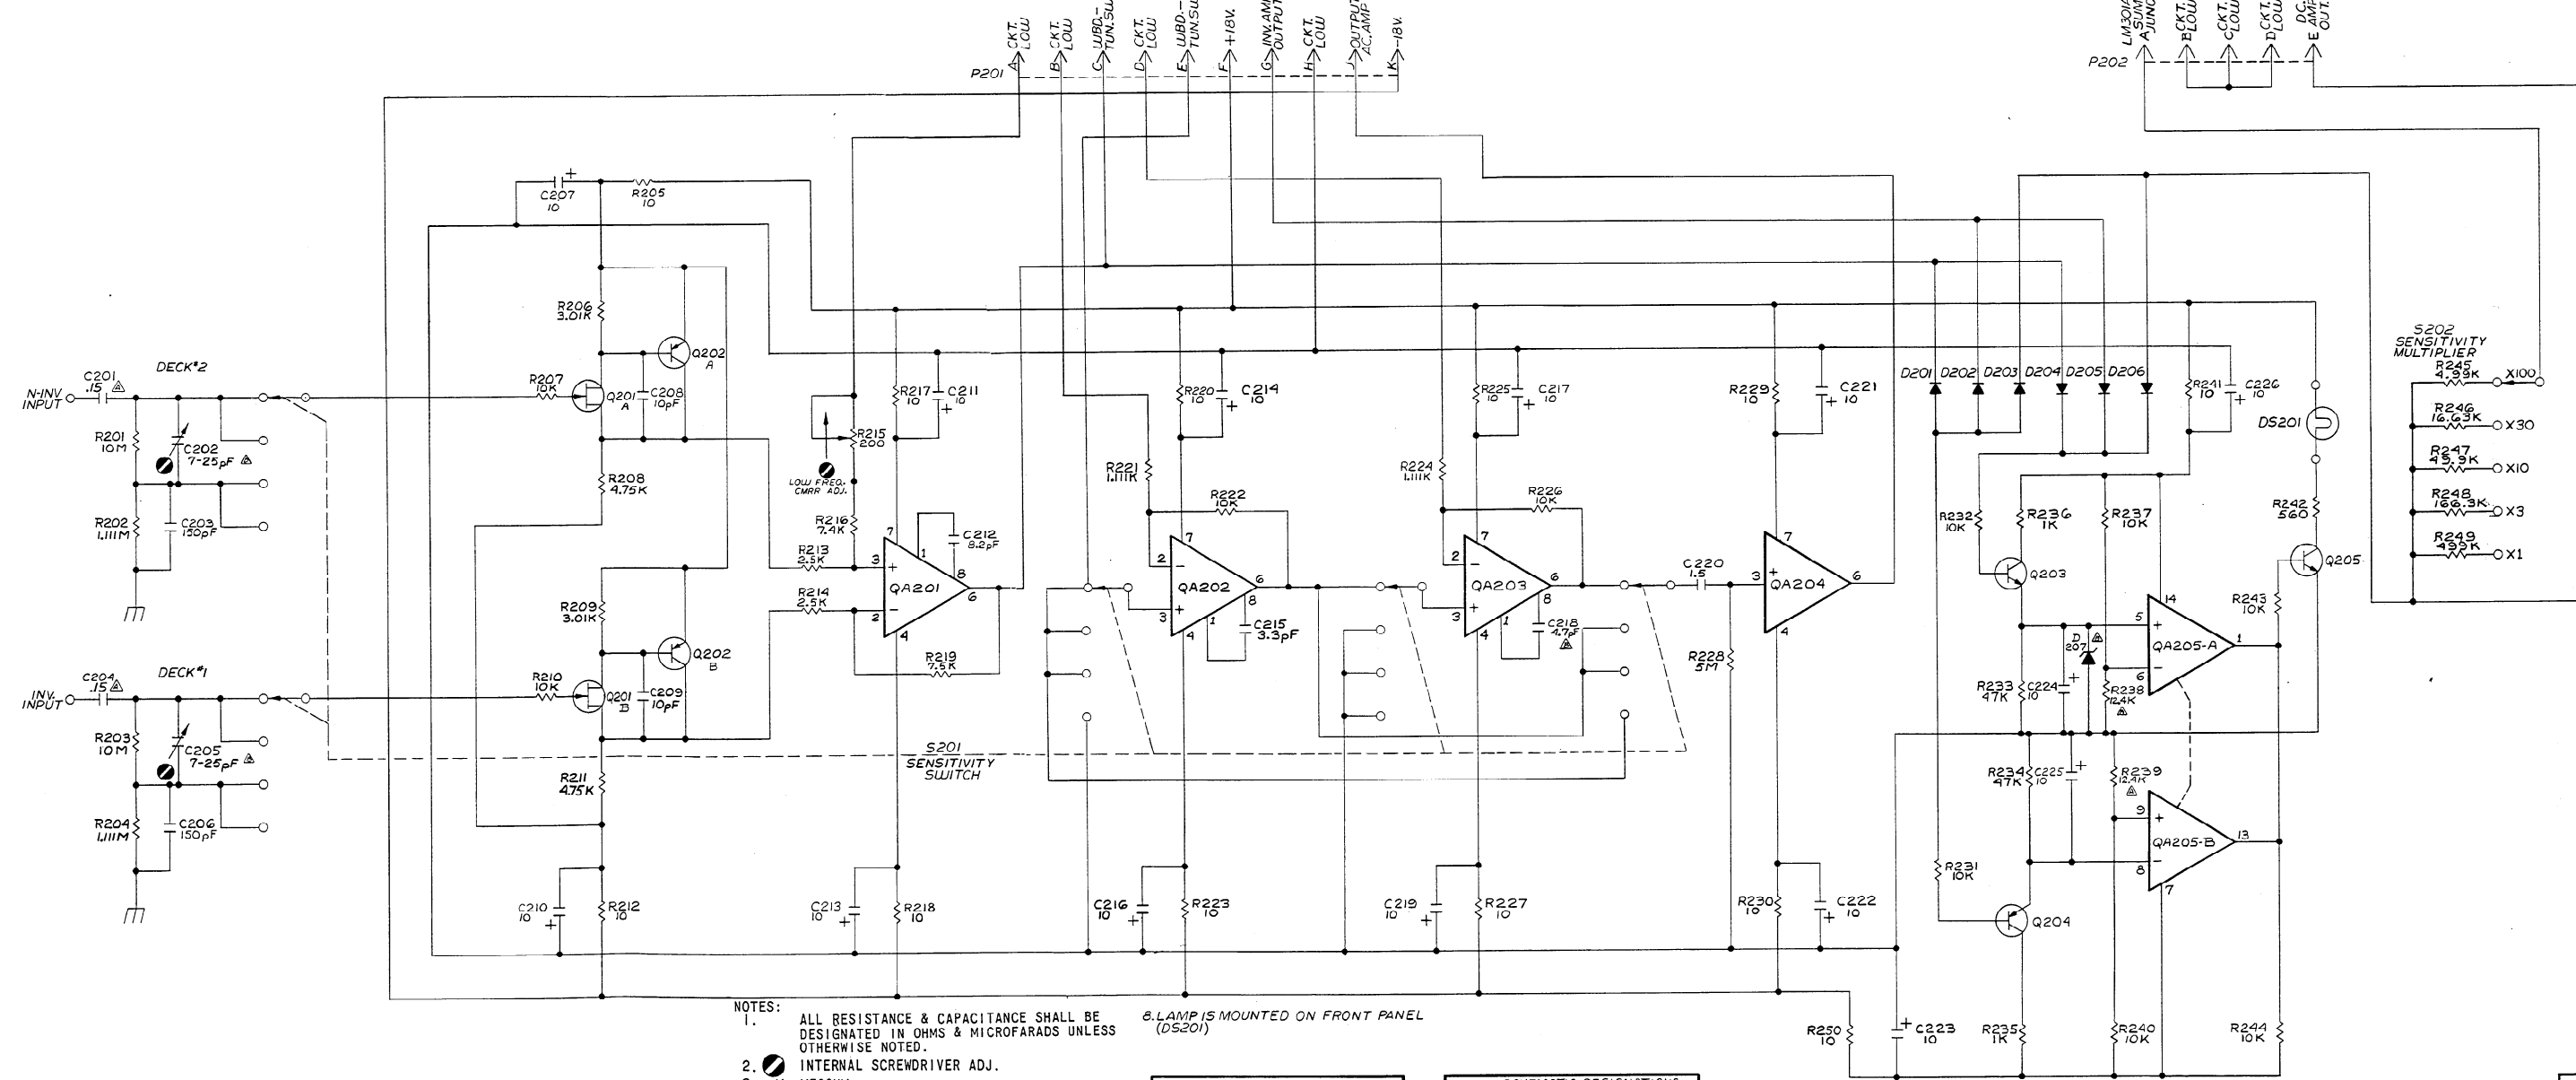 CKT. LOW
CKT. LOW
WBD.- TUN.SW
CKT. LOW
WBD.- TUN.SW
+18V.
INV. AMP OUTPUT
CKT. LOW
OUTPUT AC. AMP
-18V.
P201
A
B
C
D
E
F
G
H
J
K
LM301A SUM JUNC
CKT. LOW
CKT. LOW
CKT. LOW
D.C. AMP OUT.
P202
A
B
C
D
E
C207 10
R205 10
R206 3.01K
Q202 A
DECK#2
C201 .15
N-INV INPUT
R207 10K
Q201 A
C208 10pF
R201 10M
C202 7-25pF
R202 1.111M
C203 150pF
R208 4.75K
R209 3.01K
Q202 B
DECK#1
C204 .15
INV. INPUT
R210 10K
Q201 B
C209 10pF
R203 10M
C205 7-25pF
R204 1.111M
C206 150pF
R211 4.75K
C210 10
R212 10
R217 10
C211 10
R215 200
LOW FREQ. CMRR ADJ.
R216 7.4K
R213 2.5K
R214 2.5K
QA201
C212 8.2pF
R219 7.5K
C213 10
R218 10
S201 SENSITIVITY SWITCH
R220 10
C214 10
R221 1.111K
R222 10K
QA202
C215 3.3pF
C216 10
R223 10
R225 10
C217 10
R224 1.111K
R226 10K
QA203
C218 4.7pF
C219 10
R227 10
R229 10
C221 10
C220 1.5
QA204
R228 5M
R230 10
C222 10
D201 D202 D203 D204 D205 D206
R241 10
C226 10
DS201
R242 560
Q205
R232 10K
R236 1K
R237 10K
Q203
D207
QA205-A
R243 10K
R233 47K
C224 10
R238 12.4K
R234 47K
C225 10
R239 12.4K
QA205-B
R231 10K
Q204
R250 10
C223 10
R235 1K
R240 10K
R244 10K
S202 SENSITIVITY MULTIPLIER
R245 4.99K X100
R246 16.63K X30
R247 49.9K X10
R248 166.3K X3
R249 499K X1
NOTES:
1. ALL RESISTANCE & CAPACITANCE SHALL BE
DESIGNATED IN OHMS & MICROFARADS UNLESS
OTHERWISE NOTED.
2. INTERNAL SCREWDRIVER ADJ.
8. LAMP IS MOUNTED ON FRONT PANEL
(DS201)